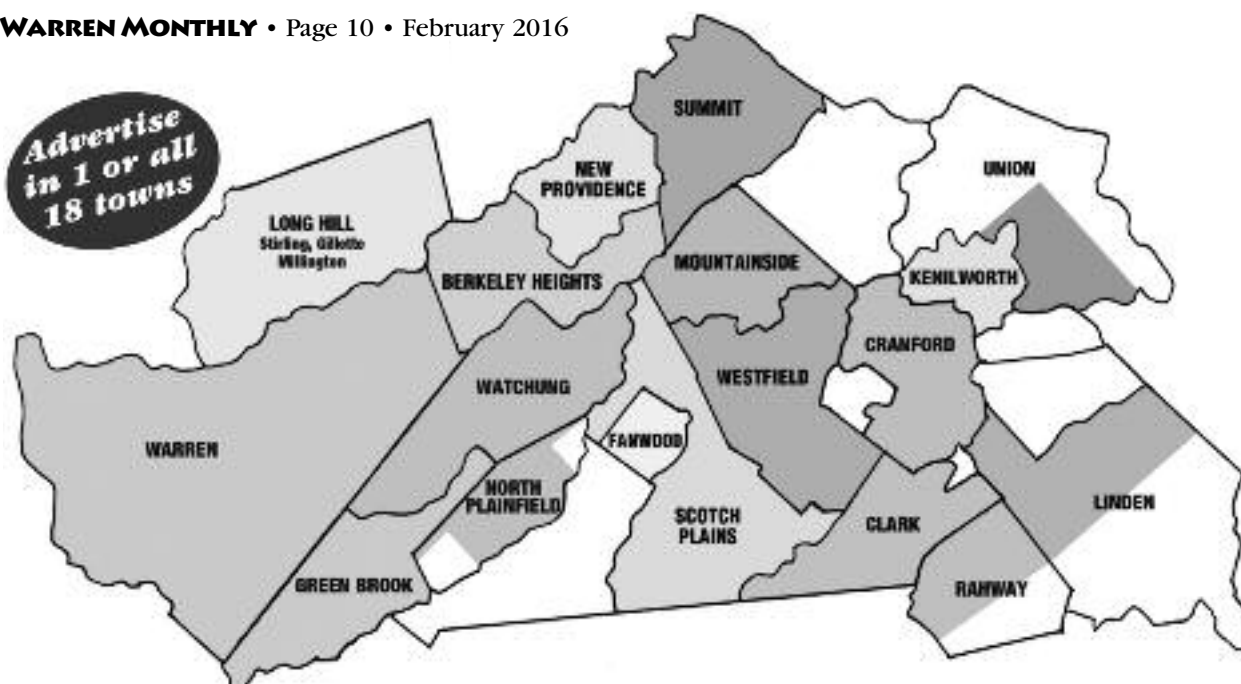 WARREN MONTHLY • Page 10 • February 2016
Advertise
in 1 or all
18 towns
SUMMIT
NEW
PROVIDENCE
UNION
LONG HILL
Stirling, Gillette
Millington
BERKELEY HEIGHTS
MOUNTAINSIDE
KENILWORTH
CRANFORD
WATCHUNG
WESTFIELD
WARREN
FANWOOD
NORTH
PLAINFIELD
SCOTCH
PLAINS
CLARK
LINDEN
GREEN BROOK
RAHWAY